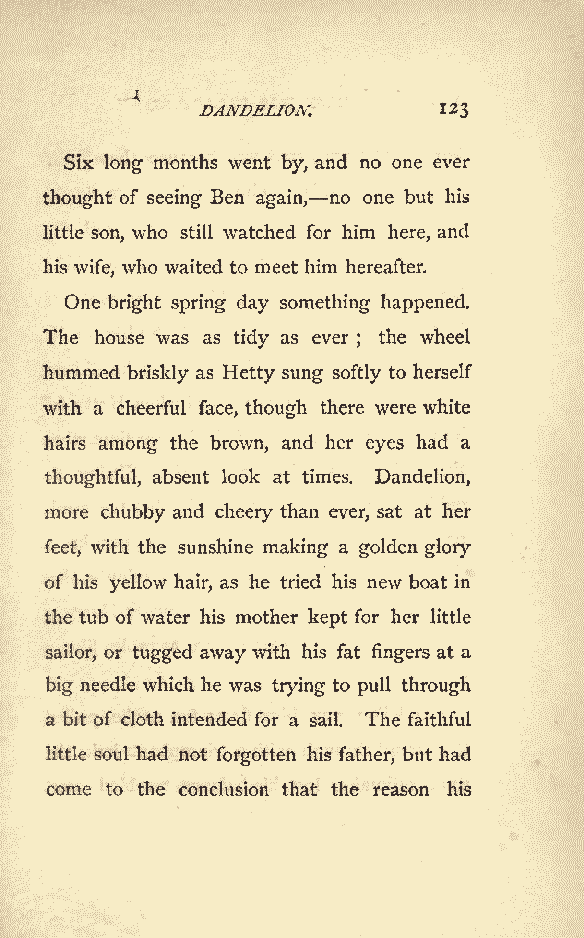 DANDELION. 123
Six long months went by, and no one ever
thought of seeing Ben again,—no one but his
little son, who still watched for him here, and
his wife, who waited to meet him hereafter.
One bright spring day something happened.
The house was as tidy as ever ; the wheel
hummed briskly as Hetty sung softly to herself
with a cheerful face, though there were white
hairs among the brown, and her eyes had a
thoughtful, absent look at times. Dandelion,
more chubby and cheery than ever, sat at her
feet, with the sunshine making a golden glory
of his yellow hair, as he tried his new boat in
the tub of water his mother kept for her little
sailor, or tugged away with his fat fingers at a
big needle which he was trying to pull through
a bit of cloth intended for a sail. The faithful
little soul had not forgotten his father, but had
come to the conclusion that the reason his